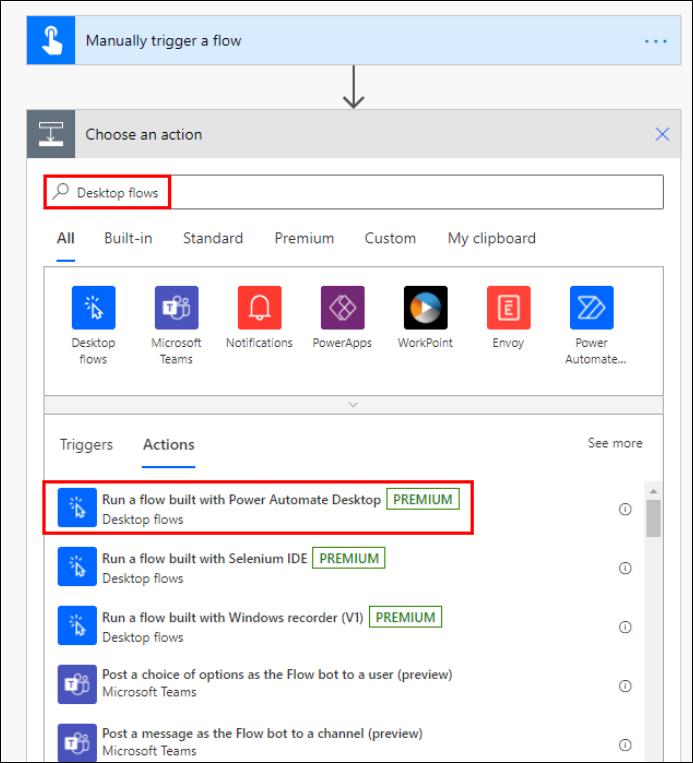 Manually trigger a flow
Choose an action
Desktop flows
All Built-in Standard Premium Custom My clipboard
Desktop flows
Microsoft Teams
Notifications
PowerApps
WorkPoint
Envoy
Power Automate...
Triggers Actions See more
Run a flow built with Power Automate Desktop PREMIUM
Desktop flows
Run a flow built with Selenium IDE PREMIUM
Desktop flows
Run a flow built with Windows recorder (V1) PREMIUM
Desktop flows
Post a choice of options as the Flow bot to a user (preview)
Microsoft Teams
Post a message as the Flow bot to a channel (preview)
Microsoft Teams